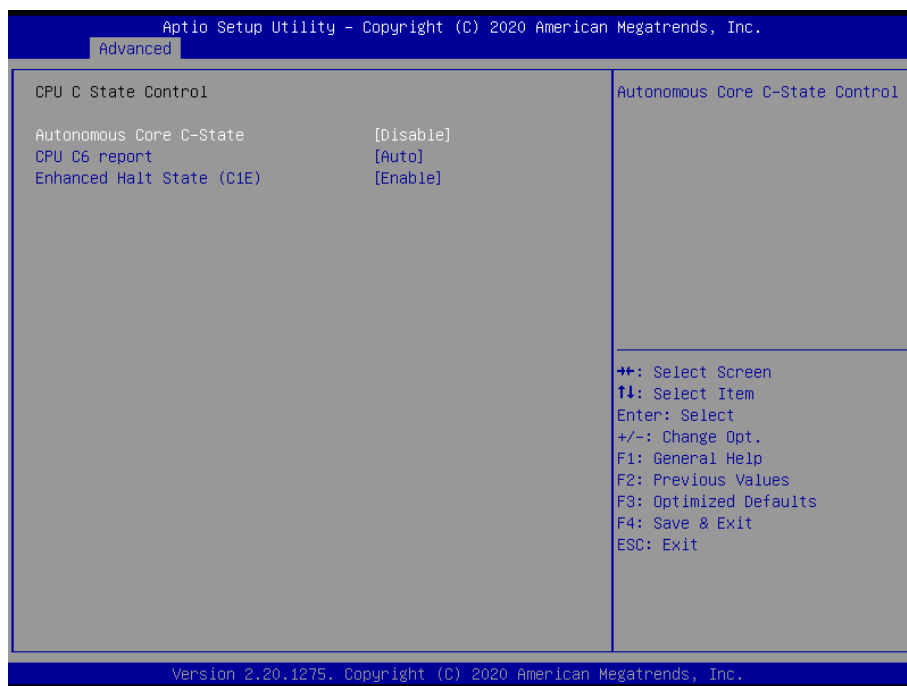 Aptio Setup Utility – Copyright (C) 2020 American Megatrends, Inc.
Advanced
CPU C State Control
Autonomous Core C-State [Disable]
CPU C6 report [Auto]
Enhanced Halt State (C1E) [Enable]
Autonomous Core C-State Control
→←: Select Screen
↑↓: Select Item
Enter: Select
+/-: Change Opt.
F1: General Help
F2: Previous Values
F3: Optimized Defaults
F4: Save & Exit
ESC: Exit
Version 2.20.1275. Copyright (C) 2020 American Megatrends, Inc.